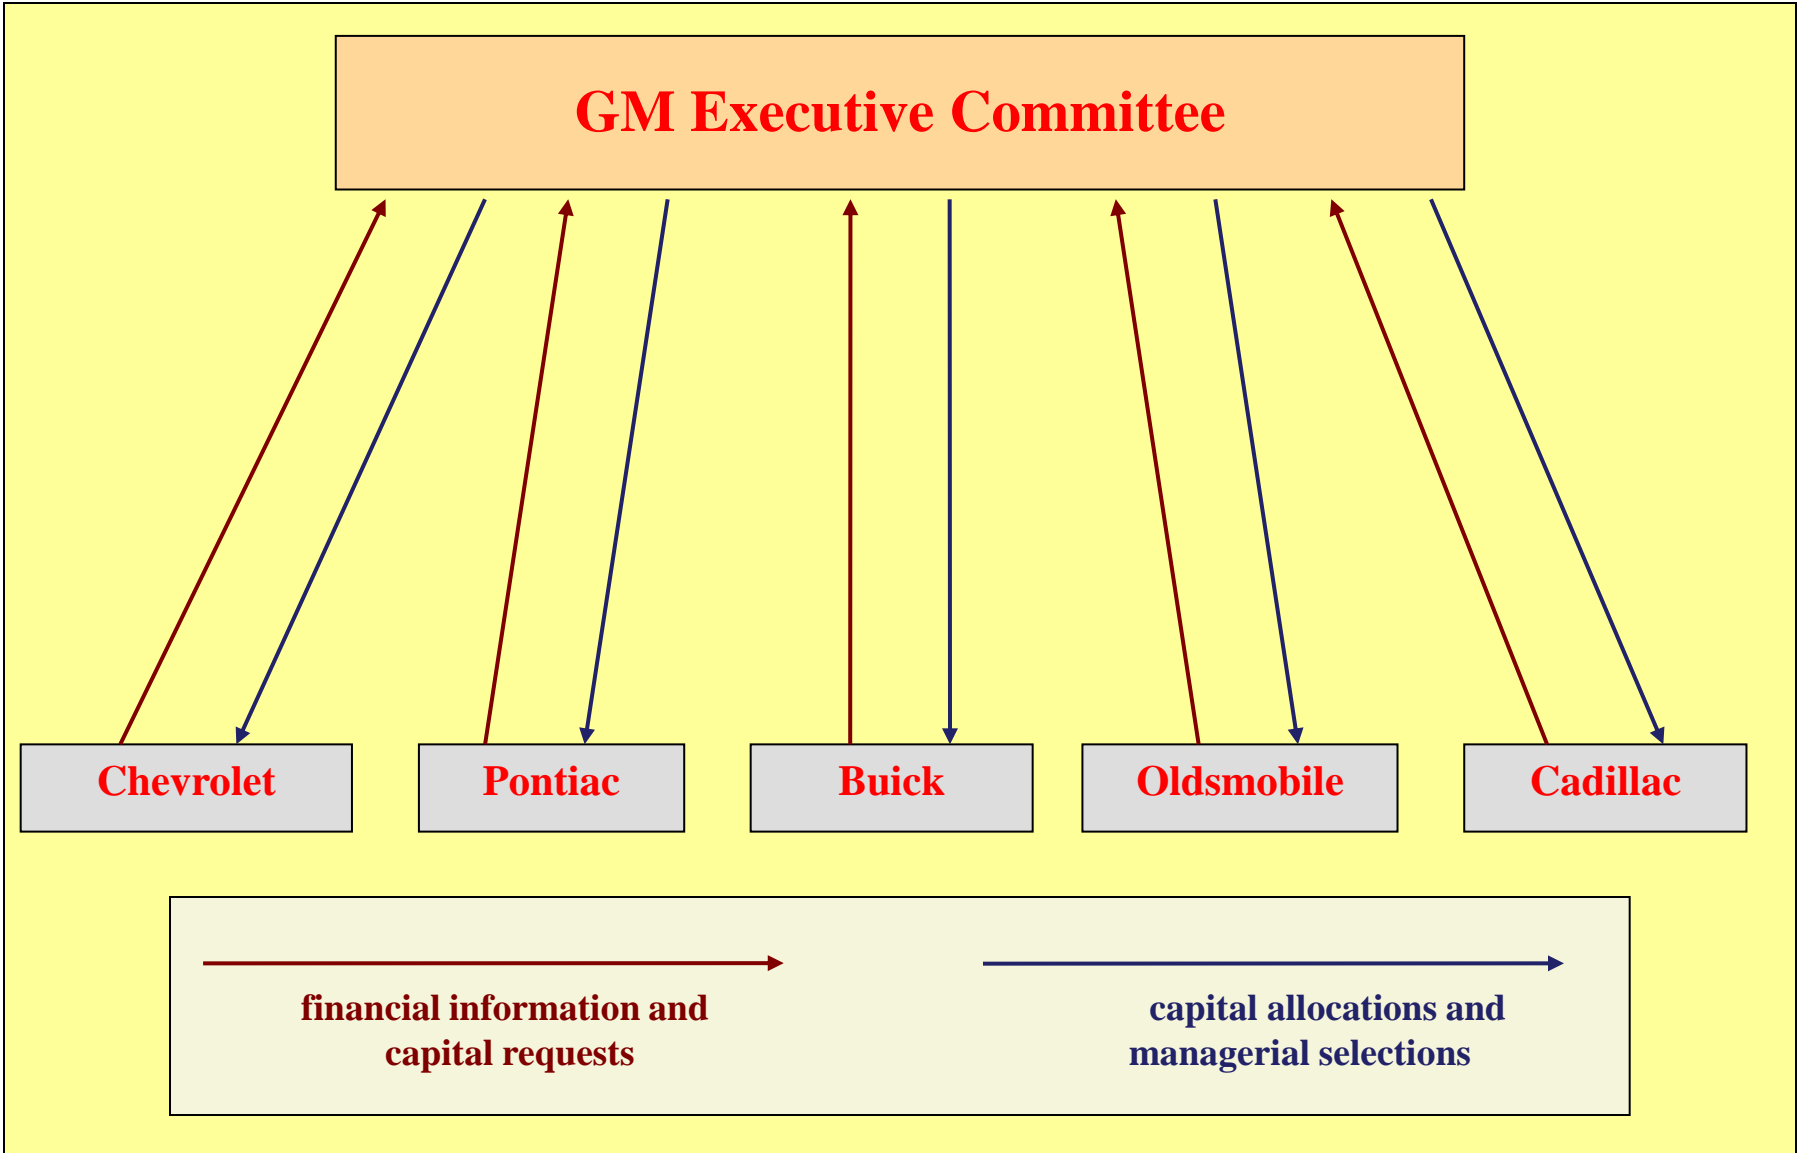 GM Executive Committee
Chevrolet
Pontiac
Buick
Oldsmobile
Cadillac
financial information and
capital requests
capital allocations and
managerial selections